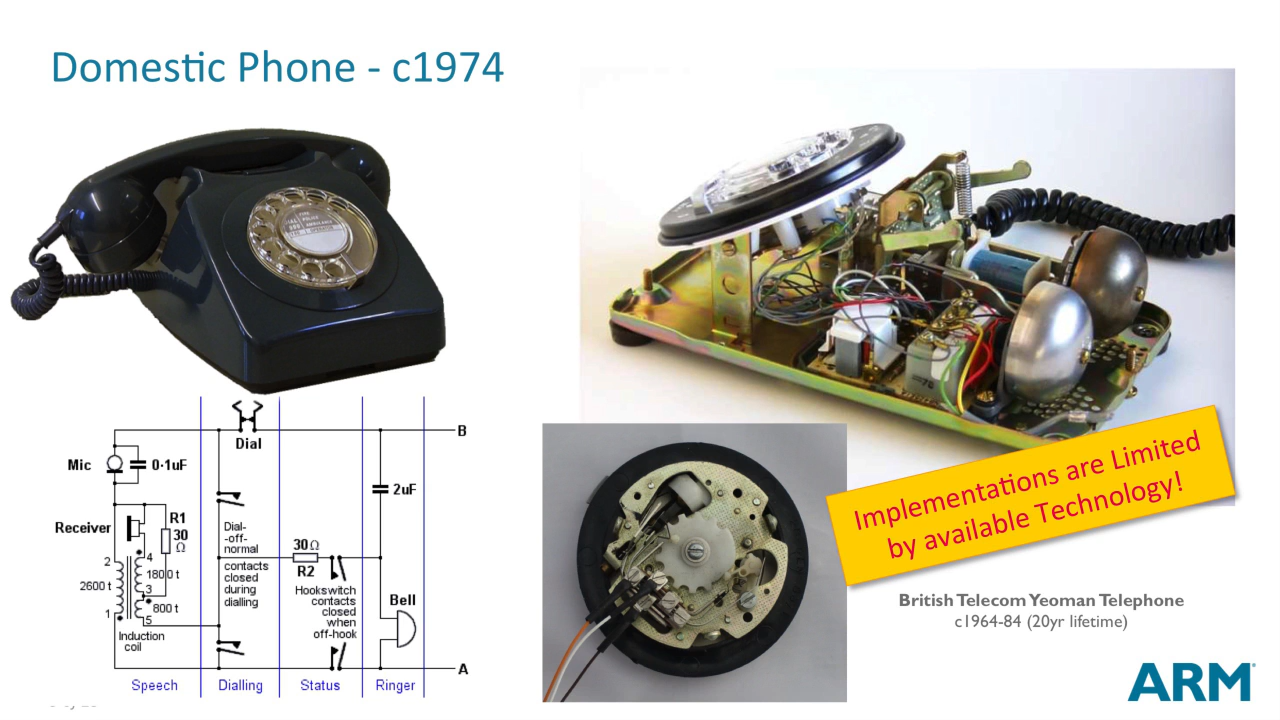 Domestic Phone - c1974
B
Dial
Mic
0·1uF
2uF
Receiver
R1
30
Ω
Dial-
-off-
normal
contacts
closed
during
dialling
30Ω
R2
2
4
2600 t
1800 t
3
800 t
1
5
Induction
coil
Hookswitch
contacts
closed
when
off-hook
Bell
A
Speech
Dialling
Status
Ringer
Implementations are Limited
by available Technology!
British Telecom Yeoman Telephone
c1964-84 (20yr lifetime)
ARM